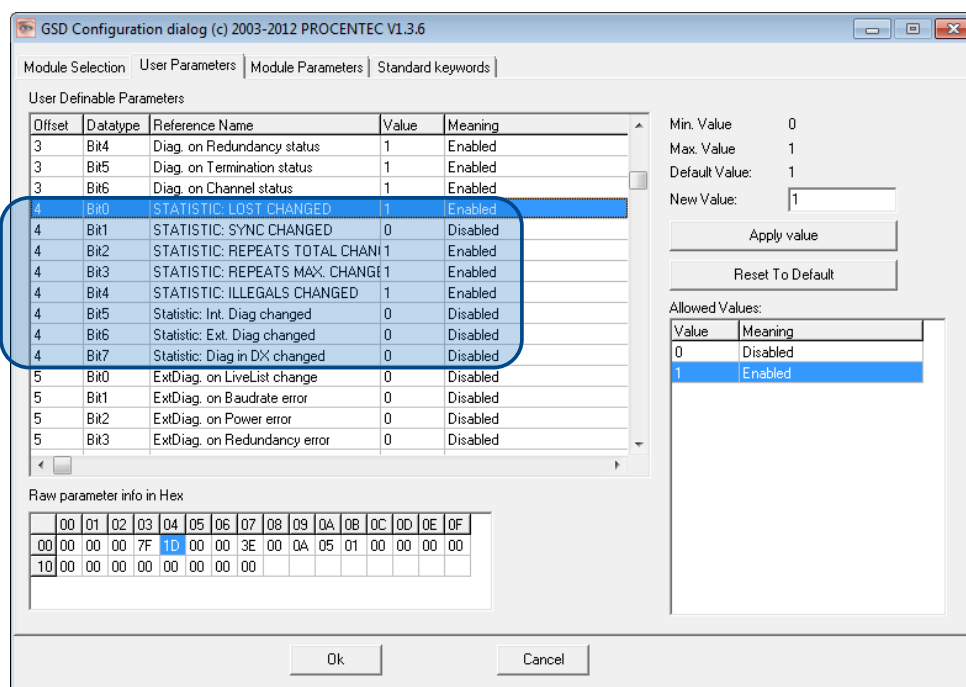 GSD Configuration dialog (c) 2003-2012 PROCENTEC V1.3.6
Module Selection User Parameters Module Parameters Standard keywords
User Definable Parameters
Offset Datatype Reference Name Value Meaning
3 Bit4 Diag. on Redundancy status 1 Enabled
3 Bit5 Diag. on Termination status 1 Enabled
3 Bit6 Diag. on Channel status 1 Enabled
4 Bit0 STATISTIC: LOST CHANGED 1 Enabled
4 Bit1 STATISTIC: SYNC CHANGED 0 Disabled
4 Bit2 STATISTIC: REPEATS TOTAL CHAN 1 Enabled
4 Bit3 STATISTIC: REPEATS MAX. CHANGE 1 Enabled
4 Bit4 STATISTIC: ILLEGALS CHANGED 1 Enabled
4 Bit5 Statistic: Int. Diag changed 0 Disabled
4 Bit6 Statistic: Ext. Diag changed 0 Disabled
4 Bit7 Statistic: Diag in DX changed 0 Disabled
5 Bit0 ExtDiag. on LiveList change 0 Disabled
5 Bit1 ExtDiag. on Baudrate error 0 Disabled
5 Bit2 ExtDiag. on Power error 0 Disabled
5 Bit3 ExtDiag. on Redundancy error 0 Disabled
Min. Value 0
Max. Value 1
Default Value: 1
New Value: 1
Apply value
Reset To Default
Allowed Values:
Value Meaning
0 Disabled
1 Enabled
Raw parameter info in Hex
00 01 02 03 04 05 06 07 08 09 0A 0B 0C 0D 0E 0F
00 00 00 00 7F 1D 00 00 3E 00 0A 05 01 00 00 00 00
10 00 00 00 00 00 00 00 00
Ok Cancel